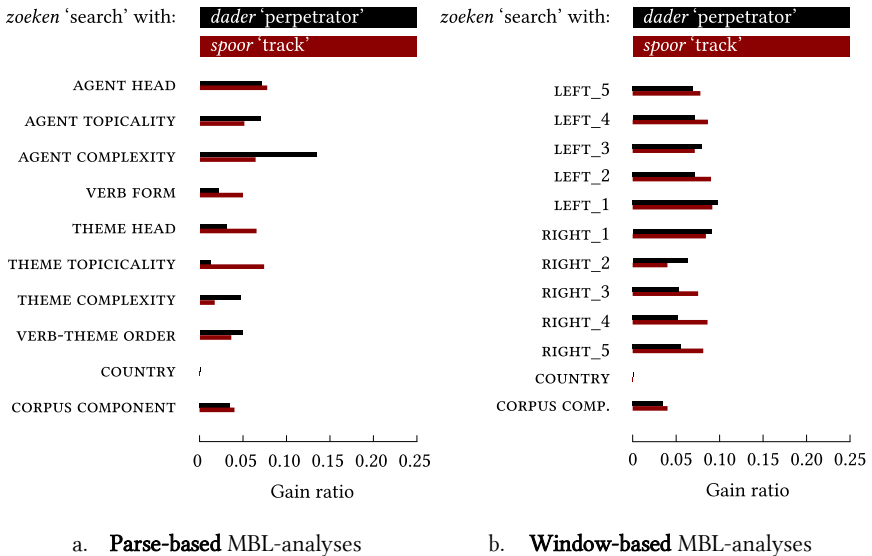 zoeken ‘search’ with:
dader ‘perpetrator’
spoor ‘track’
AGENT HEAD
AGENT TOPICALITY
AGENT COMPLEXITY
VERB FORM
THEME HEAD
THEME TOPICICALITY
THEME COMPLEXITY
VERB-THEME ORDER
COUNTRY
CORPUS COMPONENT
0 0.05 0.10 0.15 0.20 0.25
Gain ratio
a. Parse-based MBL-analyses
zoeken ‘search’ with:
dader ‘perpetrator’
spoor ‘track’
LEFT_5
LEFT_4
LEFT_3
LEFT_2
LEFT_1
RIGHT_1
RIGHT_2
RIGHT_3
RIGHT_4
RIGHT_5
COUNTRY
CORPUS COMP.
0 0.05 0.10 0.15 0.20 0.25
Gain ratio
b. Window-based MBL-analyses